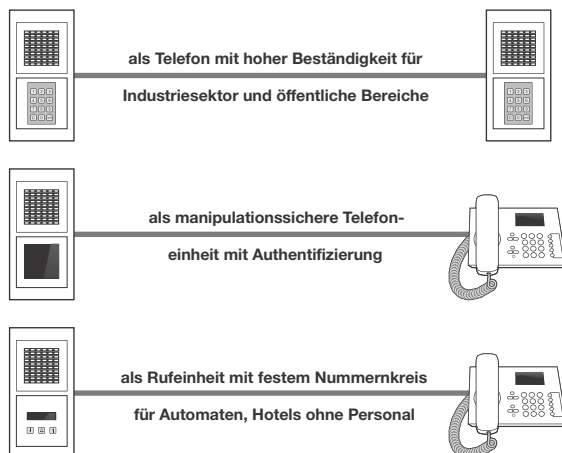 als Telefon mit hoher Beständigkeit für
Industriesektor und öffentliche Bereiche
als manipulationssichere Telefon-
einheit mit Authentifizierung
als Rufeinheit mit festem Nummernkreis
für Automaten, Hotels ohne Personal